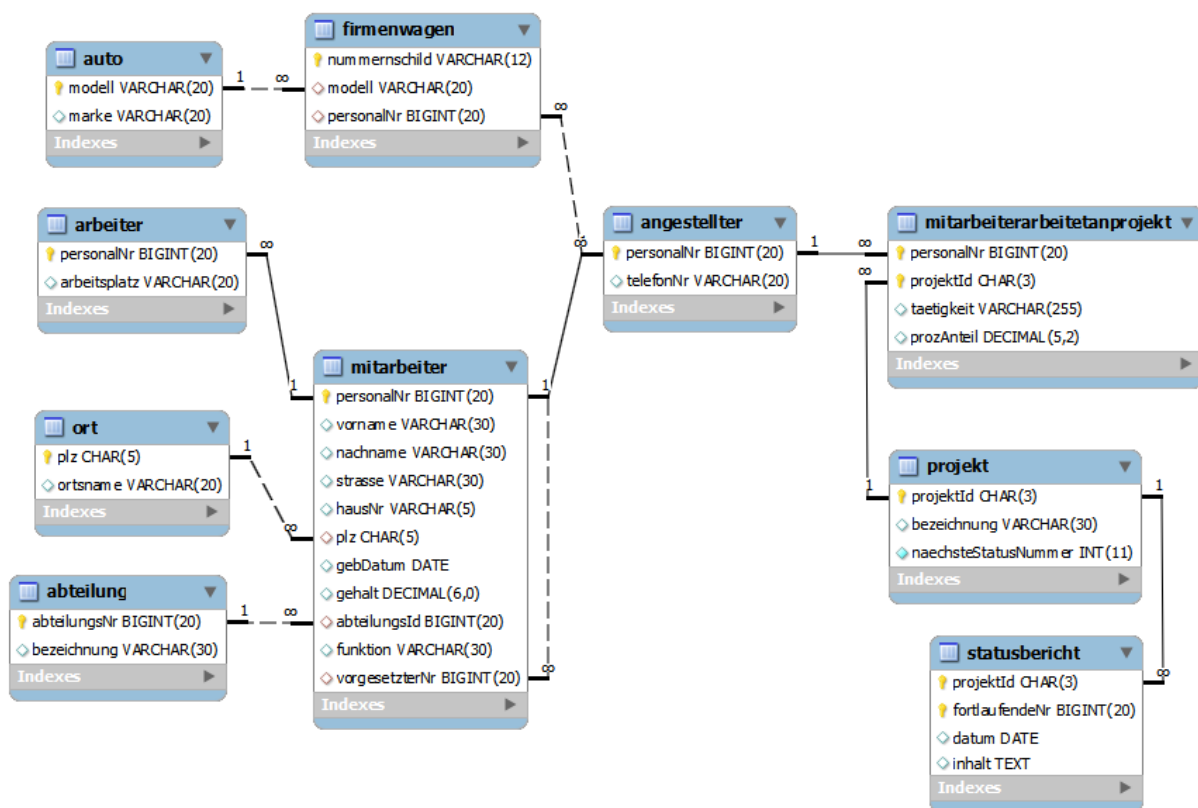 auto
modell VARCHAR(20)
marke VARCHAR(20)
Indexes
1
∞
firmenwagen
nummernschild VARCHAR(12)
modell VARCHAR(20)
personalNr BIGINT(20)
Indexes
∞
arbeiter
personalNr BIGINT(20)
arbeitsplatz VARCHAR(20)
Indexes
∞
1
angestellter
personalNr BIGINT(20)
telefonNr VARCHAR(20)
Indexes
∞
1
∞
mitarbeiterarbeitetanprojekt
personalNr BIGINT(20)
projektId CHAR(3)
taetigkeit VARCHAR(255)
prozAnteil DECIMAL(5,2)
Indexes
∞
1
mitarbeiter
personalNr BIGINT(20)
vorname VARCHAR(30)
nachname VARCHAR(30)
strasse VARCHAR(30)
hausNr VARCHAR(5)
plz CHAR(5)
gebDatum DATE
gehalt DECIMAL(6,0)
abteilungsId BIGINT(20)
funktion VARCHAR(30)
vorgesetzterNr BIGINT(20)
Indexes
1
∞
ort
plz CHAR(5)
ortsname VARCHAR(20)
Indexes
1
∞
abteilung
abteilungsNr BIGINT(20)
bezeichnung VARCHAR(30)
Indexes
1
∞
projekt
projektId CHAR(3)
bezeichnung VARCHAR(30)
naechsteStatusNummer INT(11)
Indexes
1
∞
statusbericht
projektId CHAR(3)
fortlaufendeNr BIGINT(20)
datum DATE
inhalt TEXT
Indexes